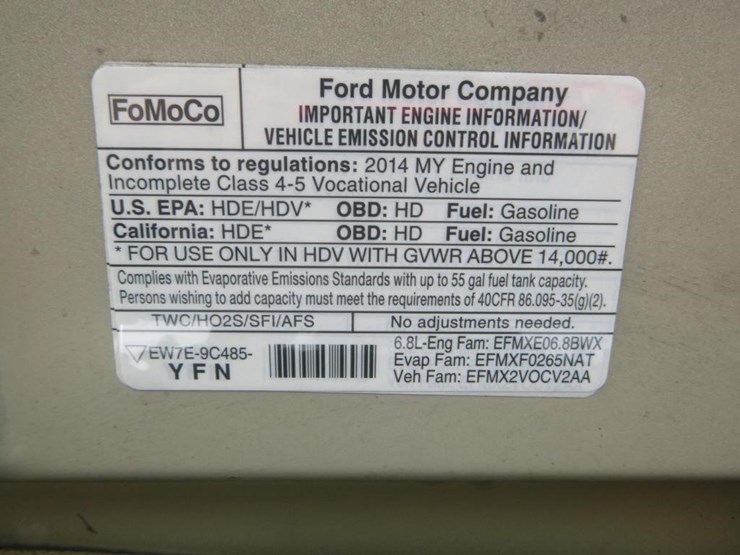 FoMoCo
Ford Motor Company
IMPORTANT ENGINE INFORMATION/
VEHICLE EMISSION CONTROL INFORMATION
Conforms to regulations: 2014 MY Engine and
Incomplete Class 4-5 Vocational Vehicle
U.S. EPA: HDE/HDV* OBD: HD Fuel: Gasoline
California: HDE* OBD: HD Fuel: Gasoline
* FOR USE ONLY IN HDV WITH GVWR ABOVE 14,000#.
Complies with Evaporative Emissions Standards with up to 55 gal fuel tank capacity.
Persons wishing to add capacity must meet the requirements of 40CFR 86.095-35(g)(2).
TWC/HO2S/SFI/AFS No adjustments needed.
EW7E-9C485-
YFN
6.8L-Eng Fam: EFMXE06.8BWX
Evap Fam: EFMXF0265NAT
Veh Fam: EFMX2VOCV2AA